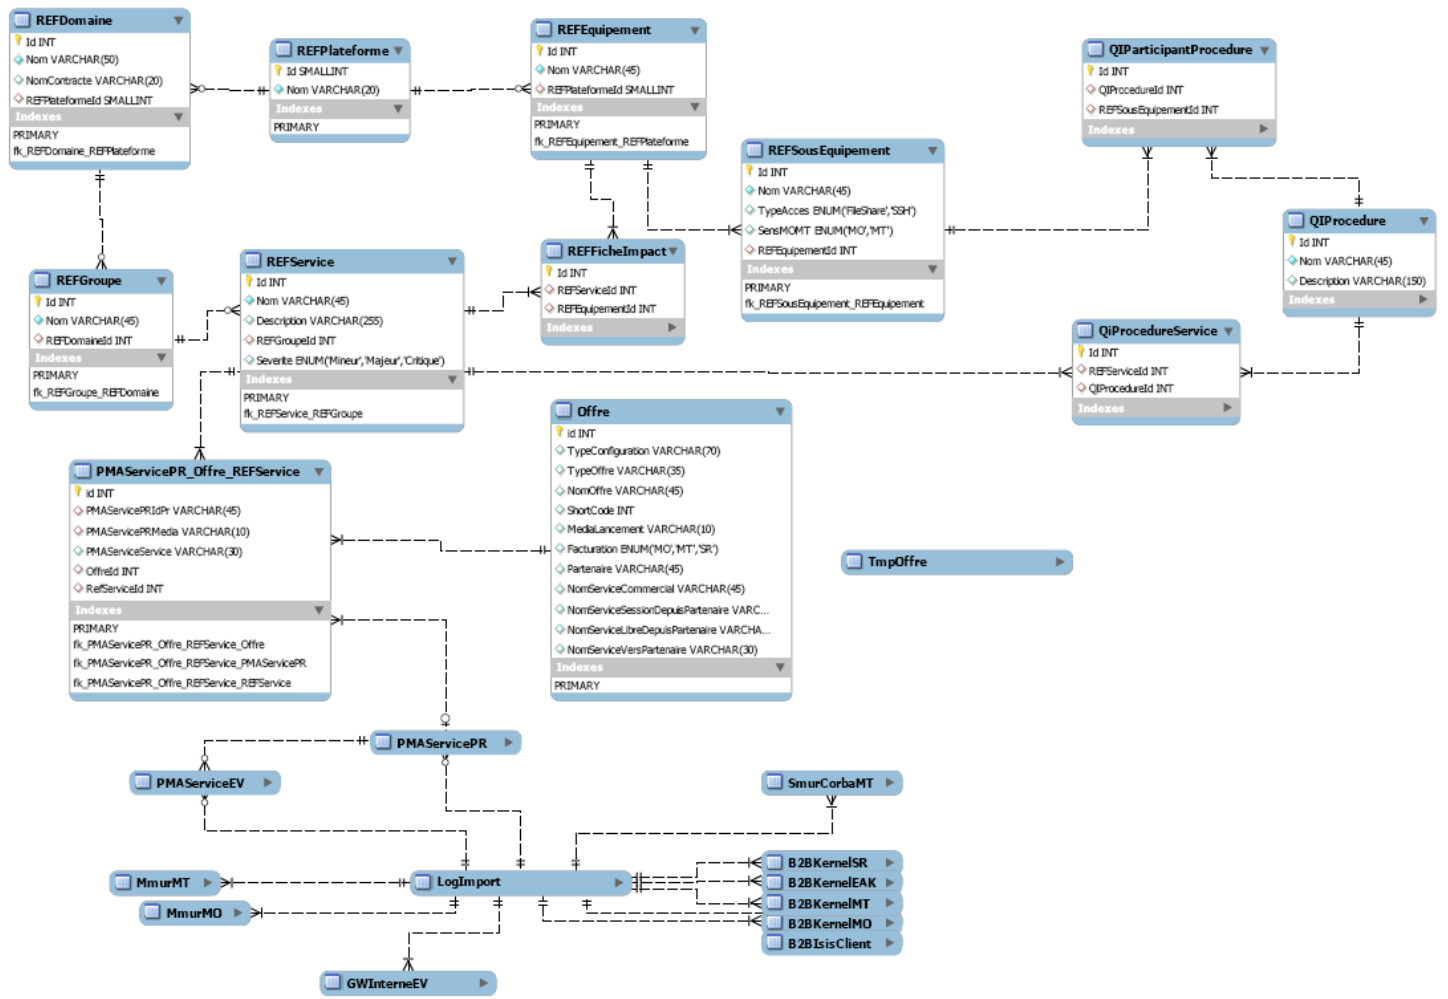 REFDomaine
Id INT
Nom VARCHAR(50)
NomContracte VARCHAR(20)
REFPlateformeId SMALLINT
Indexes
PRIMARY
fk_REFDomaine_REFPlateforme
REFPlateforme
Id SMALLINT
Nom VARCHAR(20)
Indexes
PRIMARY
REFEquipement
Id INT
Nom VARCHAR(45)
REFPlateformeId SMALLINT
Indexes
PRIMARY
fk_REFEquipement_REFPlateforme
REFSousEquipement
Id INT
Nom VARCHAR(45)
TypeAcces ENUM('FileShare','SSH')
SensMOMT ENUM('MO','MT')
REFEquipementId INT
Indexes
PRIMARY
fk_REFSousEquipement_REFEquipement
QIParticipantProcedure
Id INT
QIProcedureId INT
REFSousEquipementId INT
Indexes
QIProcedure
Id INT
Nom VARCHAR(45)
Description VARCHAR(150)
Indexes
REFGroupe
Id INT
Nom VARCHAR(45)
REFDomaineId INT
Indexes
PRIMARY
fk_REFGroupe_REFDomaine
REFService
Id INT
Nom VARCHAR(45)
Description VARCHAR(255)
REFGroupeId INT
Severite ENUM('Mineur','Majeur','Critique')
Indexes
PRIMARY
fk_REFService_REFGroupe
REFFicheImpact
Id INT
REFServiceId INT
REFEquipementId INT
Indexes
QiProcedureService
Id INT
REFServiceId INT
QIProcedureId INT
Indexes
PMAServicePR_Offre_REFService
id INT
PMAServicePRIdPr VARCHAR(45)
PMAServicePRMedia VARCHAR(10)
PMAServiceService VARCHAR(30)
OffreId INT
RefServiceId INT
Indexes
PRIMARY
fk_PMAServicePR_Offre_REFService_Offre
fk_PMAServicePR_Offre_REFService_PMAServicePR
fk_PMAServicePR_Offre_REFService_REFService
Offre
id INT
TypeConfiguration VARCHAR(70)
TypeOffre VARCHAR(35)
NomOffre VARCHAR(45)
ShortCode INT
MediaLancement VARCHAR(10)
Facturation ENUM('MO','MT','SR')
Partenaire VARCHAR(45)
NomServiceCommercial VARCHAR(45)
NomServiceSessionDepuisPartenaire VARC...
NomServiceLibreDepuisPartenaire VARCHA...
NomServiceVersPartenaire VARCHAR(30)
Indexes
PRIMARY
TmpOffre
PMAServicePR
PMAServiceEV
SmurCorbaMT
LogImport
MmurMT
MmurMO
GWInterneEV
B2BKernelSR
B2BKernelEAK
B2BKernelMT
B2BKernelMO
B2BIsisClient